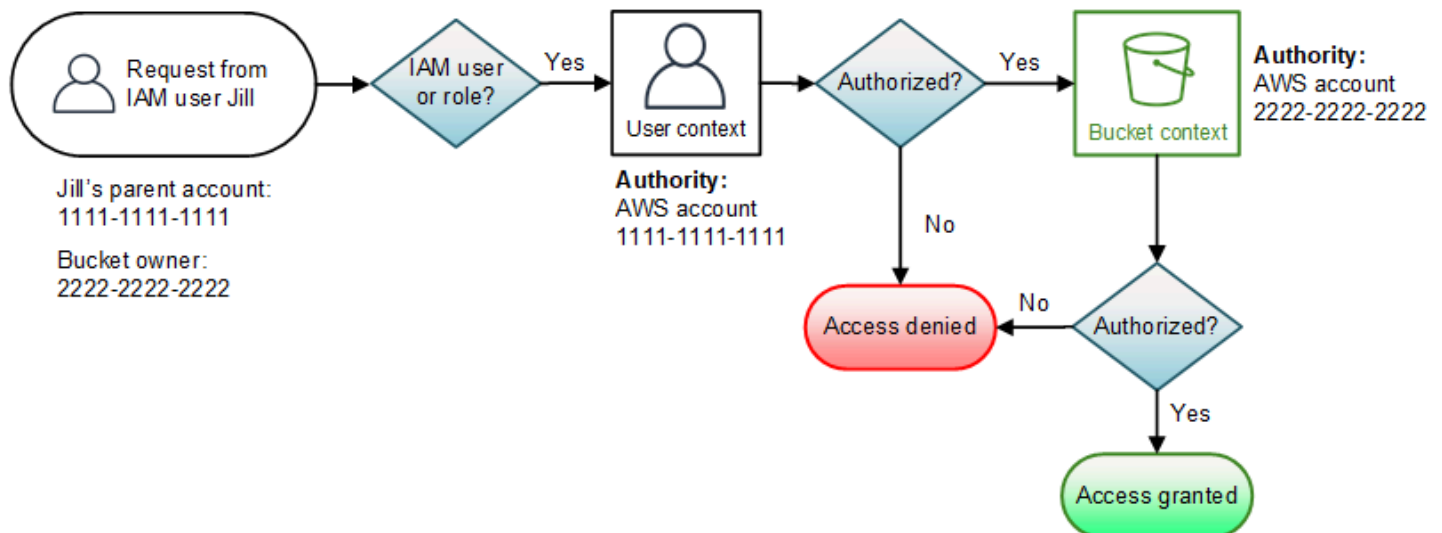 Request from
IAM user Jill
Jill's parent account:
1111-1111-1111
Bucket owner:
2222-2222-2222
IAM user
or role?
Yes
User context
Authority:
AWS account
1111-1111-1111
Authorized?
Yes
No
Bucket context
Authority:
AWS account
2222-2222-2222
Authorized?
No
Access denied
Yes
Access granted